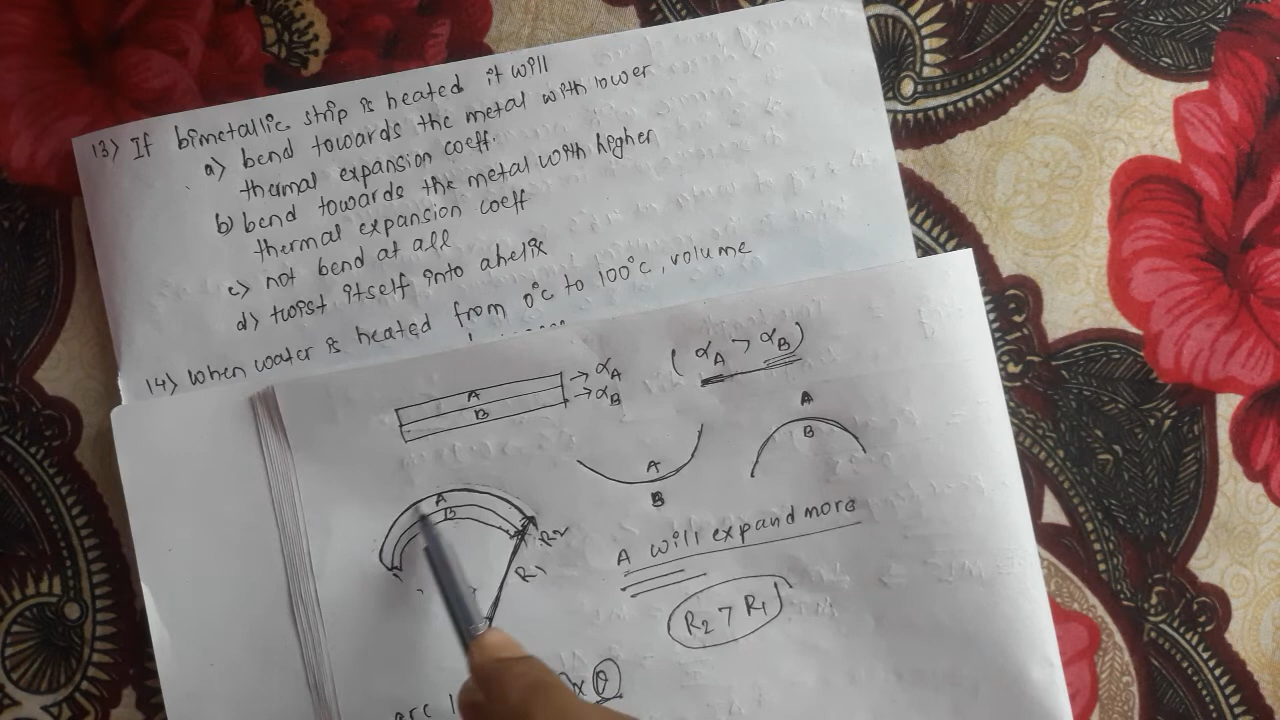 13) If bimetallic strip is heated it will
a) bend towards the metal with lower
thermal expansion coeff.
b) bend towards the metal with higher
thermal expansion coeff
c) not bend at all
d) twist itself into a helix
14) When water is heated from 0°C to 100°C, volume
A → αA
B → αB
(αA > αB)
A
B
A
B
A
B
R2
R1
A will expand more
R2 > R1
arc
x θ